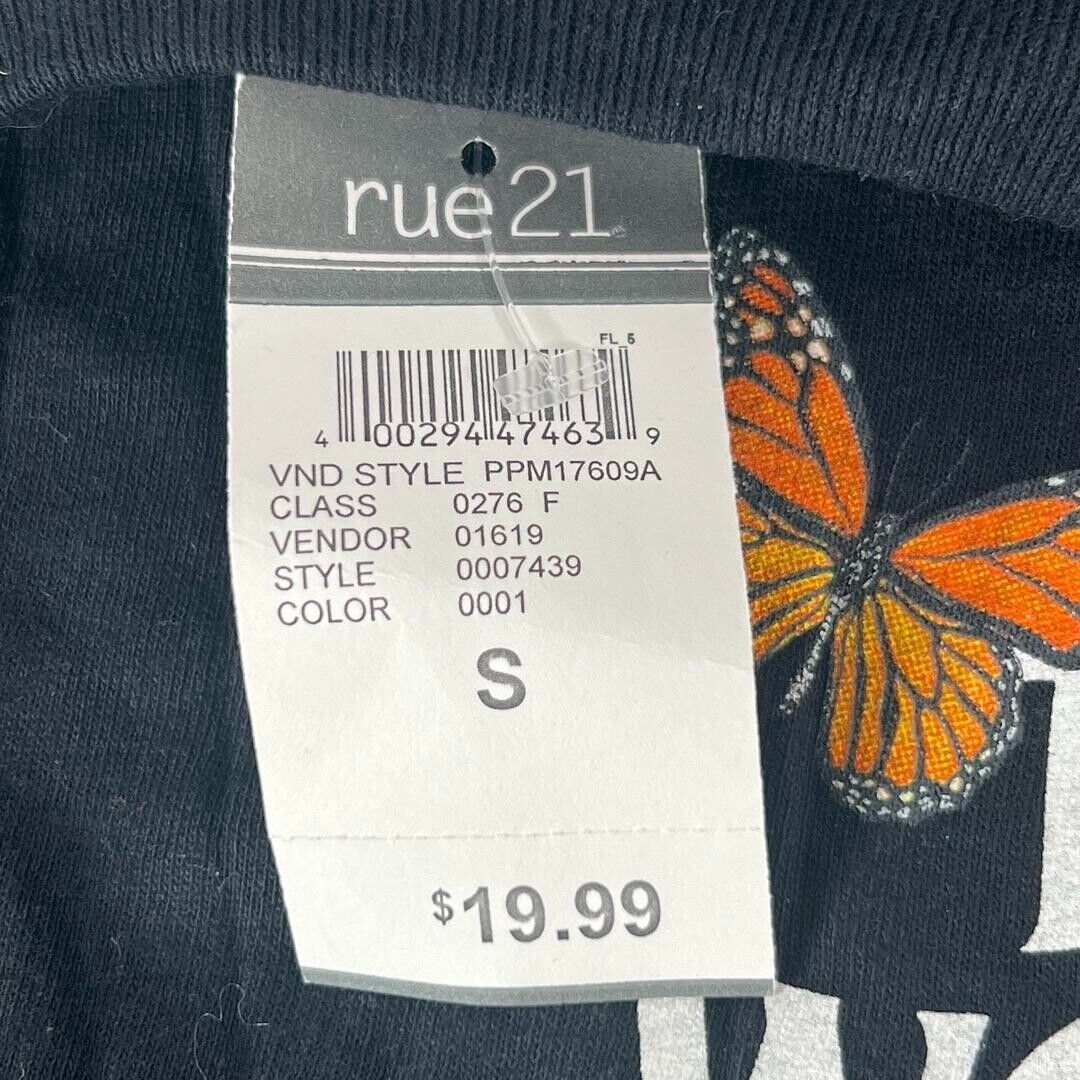 rue21
FL_5
4 00294 47463 9
VND STYLE PPM17609A
CLASS 0276 F
VENDOR 01619
STYLE 0007439
COLOR 0001
S
$19.99